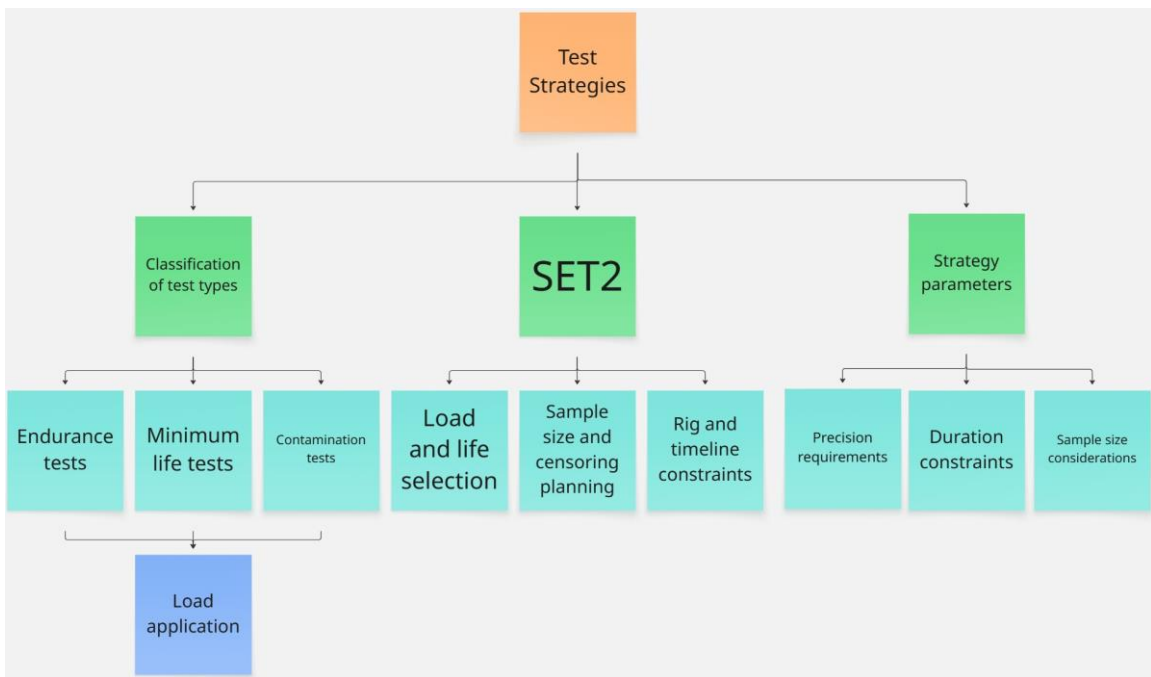 Test
Strategies
Classification
of test types
SET2
Strategy
parameters
Endurance
tests
Minimum
life tests
Contamination
tests
Load
and life
selection
Sample
size and
censoring
planning
Rig and
timeline
constraints
Precision
requirements
Duration
constraints
Sample size
considerations
Load
application